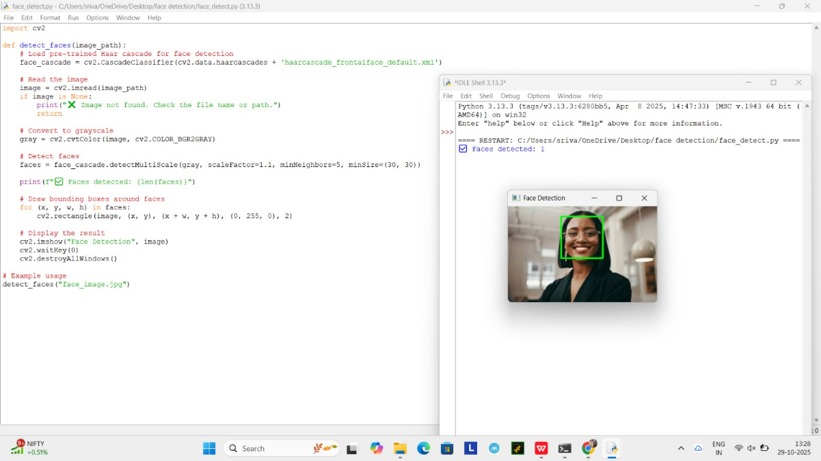 face_detect.py - C:/Users/sriva/OneDrive/Desktop/face detection/face_detect.py (3.13.3)
File Edit Format Run Options Window Help
import cv2
def detect_faces(image_path):
# Load pre-trained Haar cascade for face detection
face_cascade = cv2.CascadeClassifier(cv2.data.haarcascades + 'haarcascade_frontalface_default.xml')
# Read the image
image = cv2.imread(image_path)
if image is None:
print("❌ Image not found. Check the file name or path.")
return
# Convert to grayscale
gray = cv2.cvtColor(image, cv2.COLOR_BGR2GRAY)
# Detect faces
faces = face_cascade.detectMultiScale(gray, scaleFactor=1.1, minNeighbors=5, minSize=(30, 30))
print(f"✅ Faces detected: {len(faces)}")
# Draw bounding boxes around faces
for (x, y, w, h) in faces:
cv2.rectangle(image, (x, y), (x + w, y + h), (0, 255, 0), 2)
# Display the result
cv2.imshow("Face Detection", image)
cv2.waitKey(0)
cv2.destroyAllWindows()
# Example usage
detect_faces("face_image.jpg")
*IDLE Shell 3.13.3*
File Edit Shell Debug Options Window Help
Python 3.13.3 (tags/v3.13.3:6280bb5, Apr 8 2025, 14:47:33) [MSC v.1943 64 bit (
AMD64)] on win32
Enter "help" below or click "Help" above for more information.
>>>
==== RESTART: C:/Users/sriva/OneDrive/Desktop/face detection/face_detect.py ====
✅ Faces detected: 1
Face Detection
NIFTY
+0.51%
Search
ENG
IN
13:28
29-10-2025